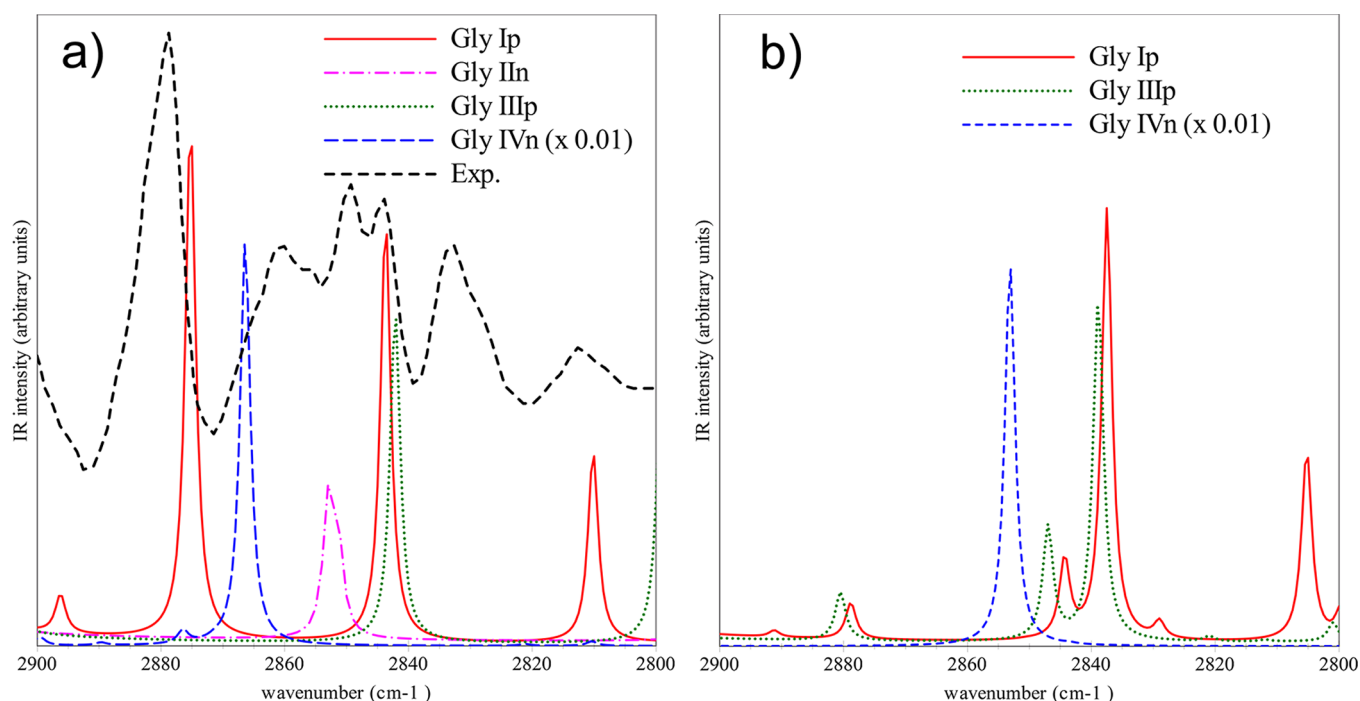 a)
Gly Ip
Gly IIn
Gly IIIp
Gly IVn (x 0.01)
Exp.
IR intensity (arbitrary units)
2900 2880 2860 2840 2820 2800
wavenumber (cm-1 )
b)
Gly Ip
Gly IIIp
Gly IVn (x 0.01)
IR intensity (arbitrary units)
2900 2880 2860 2840 2820 2800
wavenumber (cm-1 )